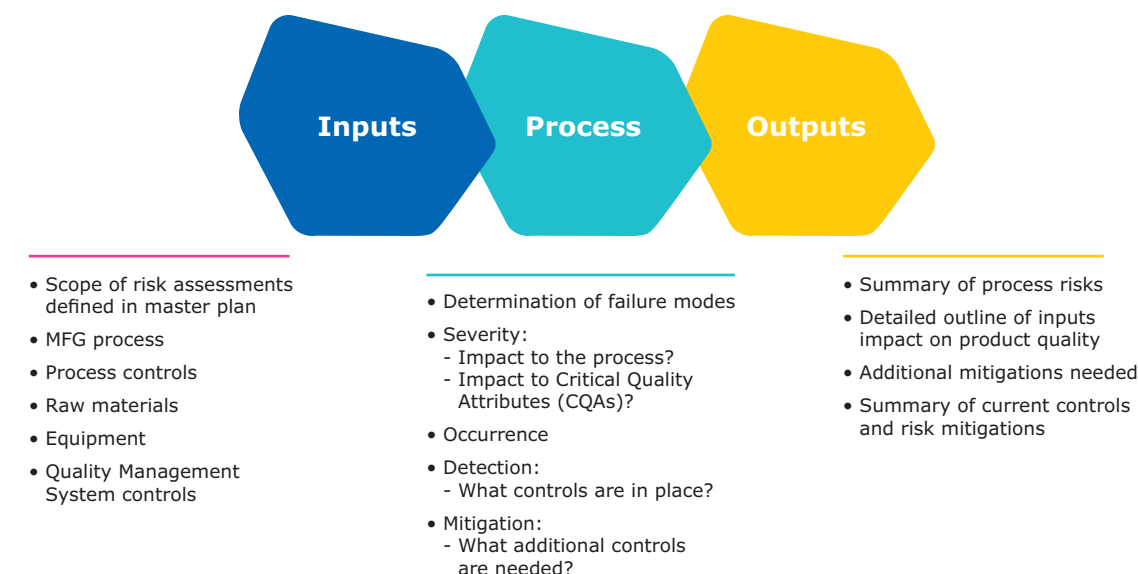 Inputs
Process
Outputs
• Scope of risk assessments
defined in master plan
• MFG process
• Process controls
• Raw materials
• Equipment
• Quality Management
System controls
• Determination of failure modes
• Severity:
- Impact to the process?
- Impact to Critical Quality
Attributes (CQAs)?
• Occurrence
• Detection:
- What controls are in place?
• Mitigation:
- What additional controls
are needed?
• Summary of process risks
• Detailed outline of inputs
impact on product quality
• Additional mitigations needed
• Summary of current controls
and risk mitigations